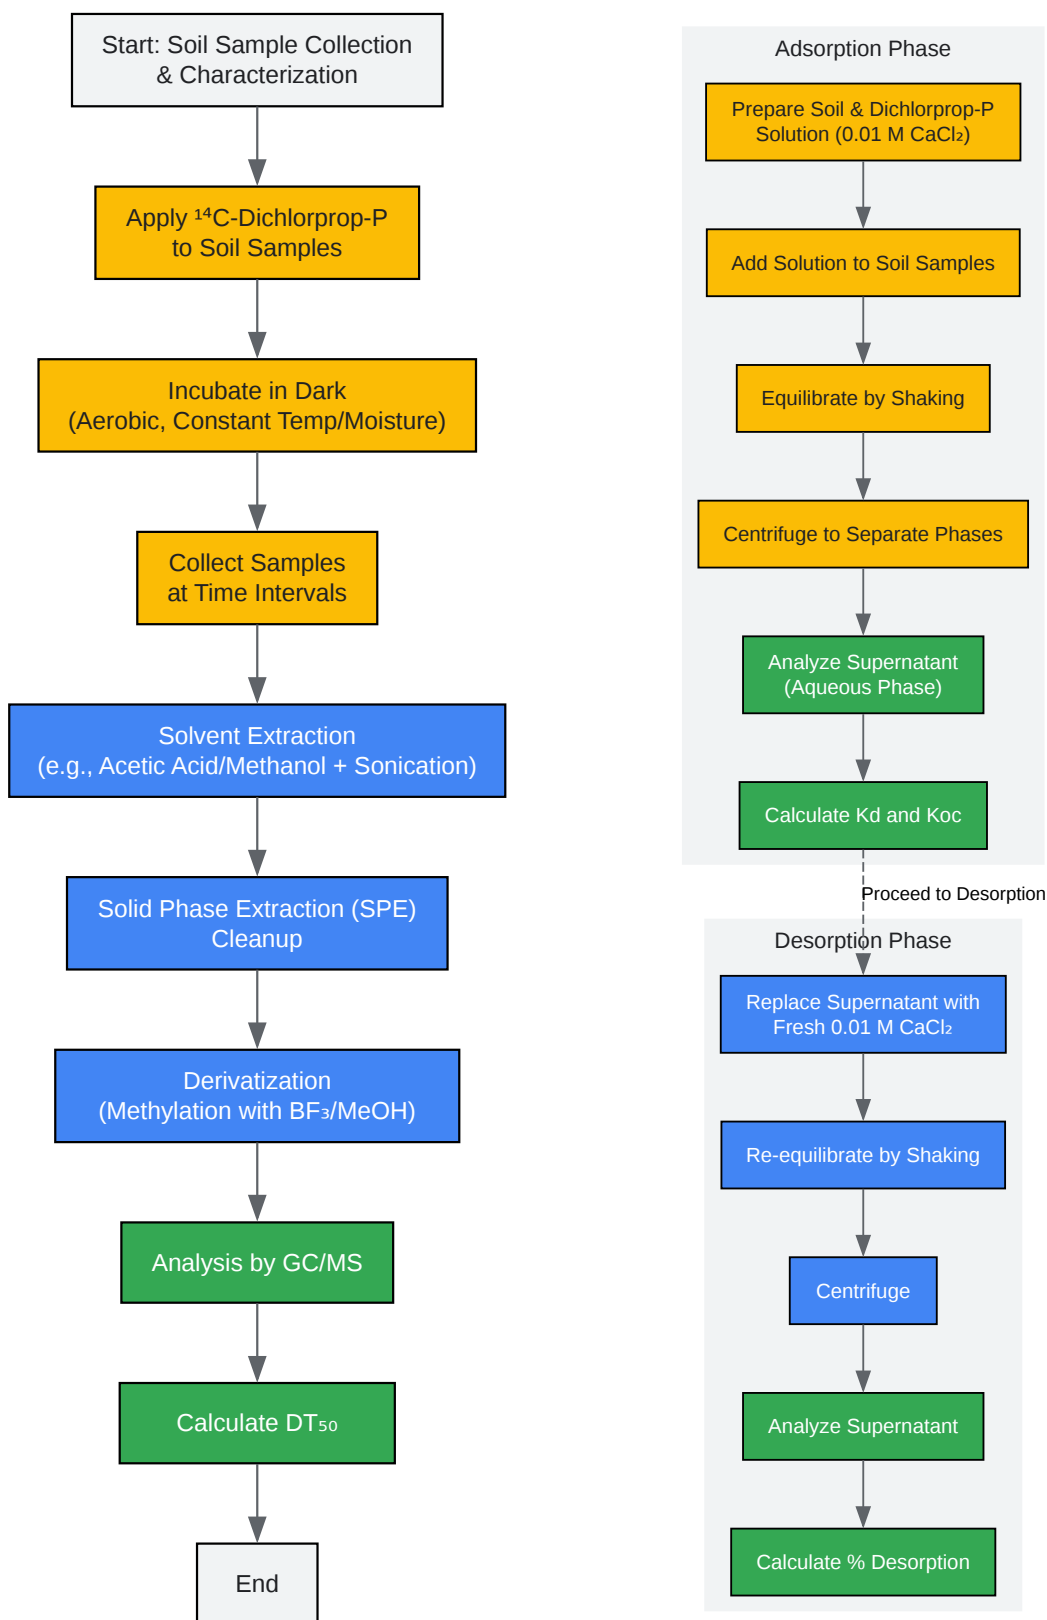 Start: Soil Sample Collection
& Characterization
Apply ¹⁴C-Dichlorprop-P
to Soil Samples
Incubate in Dark
(Aerobic, Constant Temp/Moisture)
Collect Samples
at Time Intervals
Solvent Extraction
(e.g., Acetic Acid/Methanol + Sonication)
Solid Phase Extraction (SPE)
Cleanup
Derivatization
(Methylation with BF₃/MeOH)
Analysis by GC/MS
Calculate DT₅₀
End
Adsorption Phase
Prepare Soil & Dichlorprop-P
Solution (0.01 M CaCl₂)
Add Solution to Soil Samples
Equilibrate by Shaking
Centrifuge to Separate Phases
Analyze Supernatant
(Aqueous Phase)
Calculate Kd and Koc
Proceed to Desorption
Desorption Phase
Replace Supernatant with
Fresh 0.01 M CaCl₂
Re-equilibrate by Shaking
Centrifuge
Analyze Supernatant
Calculate % Desorption